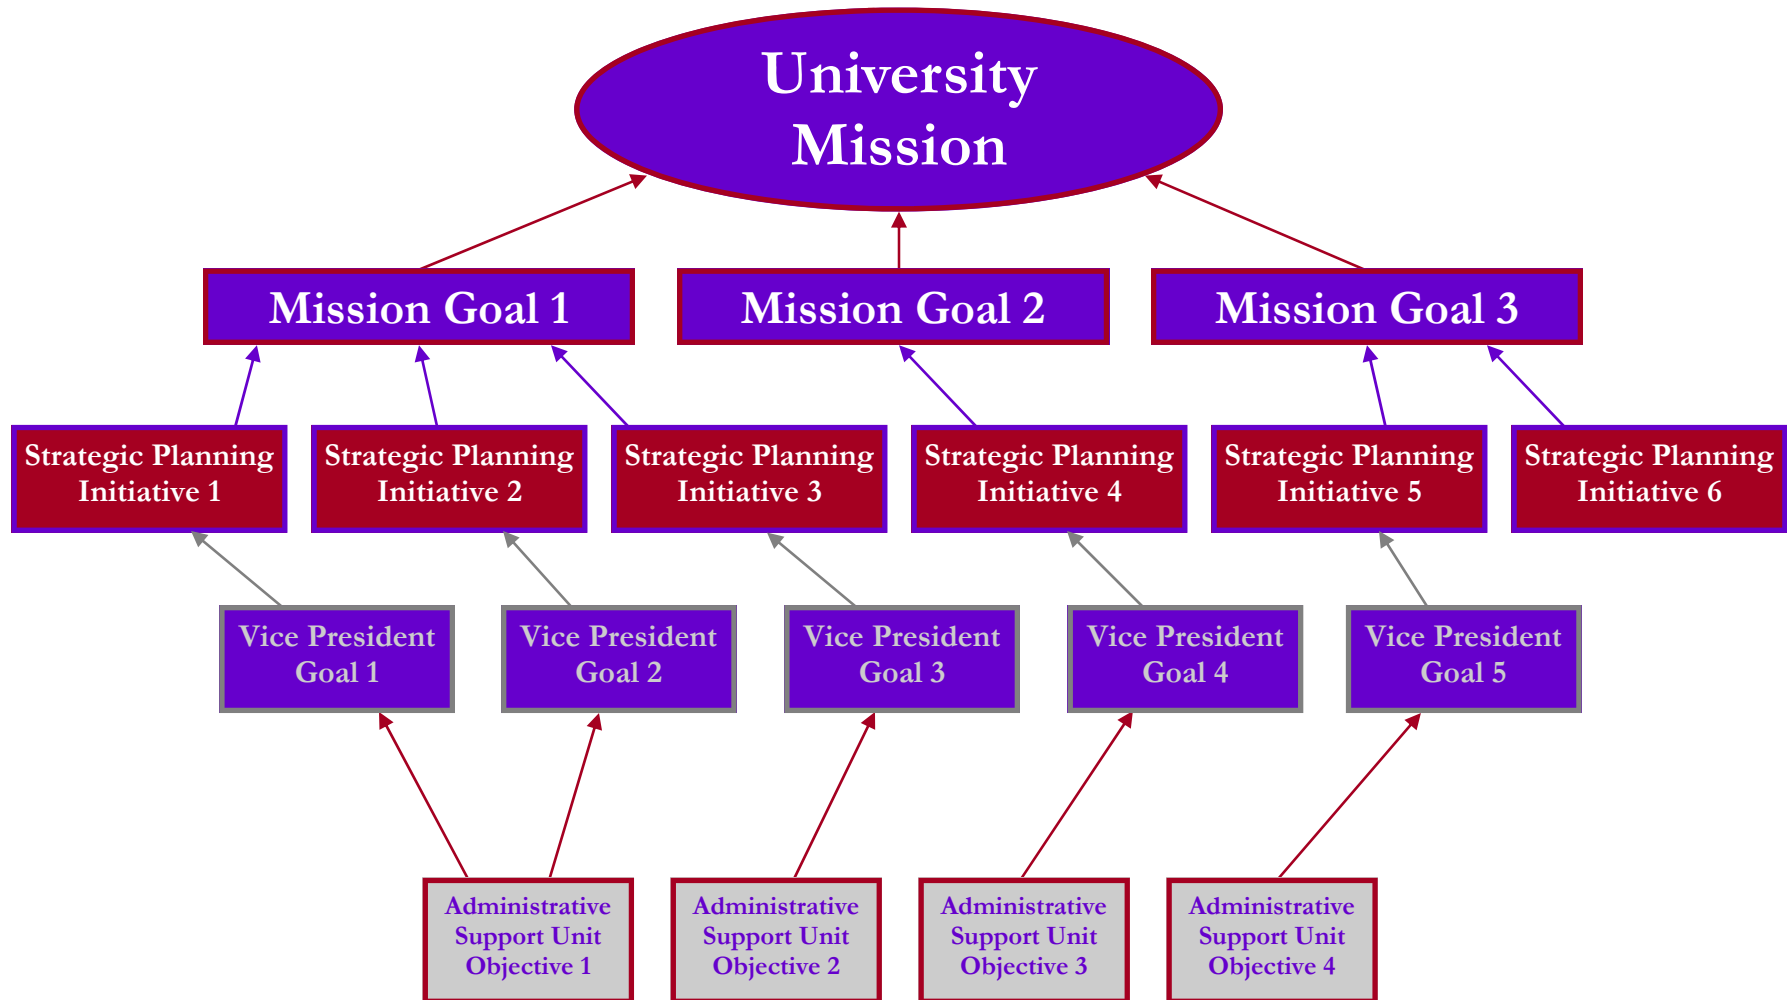 University
Mission
Mission Goal 1
Mission Goal 2
Mission Goal 3
Strategic Planning
Initiative 1
Strategic Planning
Initiative 2
Strategic Planning
Initiative 3
Strategic Planning
Initiative 4
Strategic Planning
Initiative 5
Strategic Planning
Initiative 6
Vice President
Goal 1
Vice President
Goal 2
Vice President
Goal 3
Vice President
Goal 4
Vice President
Goal 5
Administrative
Support Unit
Objective 1
Administrative
Support Unit
Objective 2
Administrative
Support Unit
Objective 3
Administrative
Support Unit
Objective 4